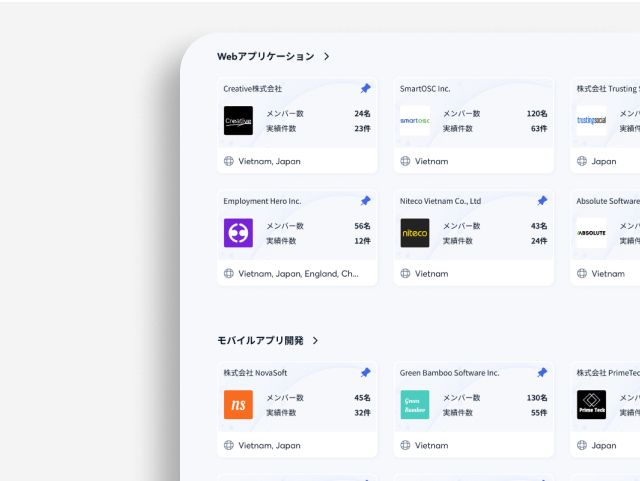 Webアプリケーション
Creative株式会社
Creative
メンバー数 24名
実績件数 23件
Vietnam, Japan
SmartOSC Inc.
smartosc
メンバー数 120名
実績件数 63件
Vietnam
株式会社 Trusting
trustingsocial
メンバ
実績件
Japan
Employment Hero Inc.
メンバー数 56名
実績件数 12件
Vietnam, Japan, England, Ch...
Niteco Vietnam Co., Ltd
niteco
メンバー数 43名
実績件数 24件
Vietnam
Absolute Software
ABSOLUTE
メンバ
実績件
Vietnam
モバイルアプリ開発
株式会社 NovaSoft
ns
メンバー数 45名
実績件数 32件
Vietnam, Japan
Green Bamboo Software Inc.
Green
Bamboo
メンバー数 130名
実績件数 55件
Vietnam
株式会社 PrimeTec
Prime Tech
メンバ
実績件
Japan